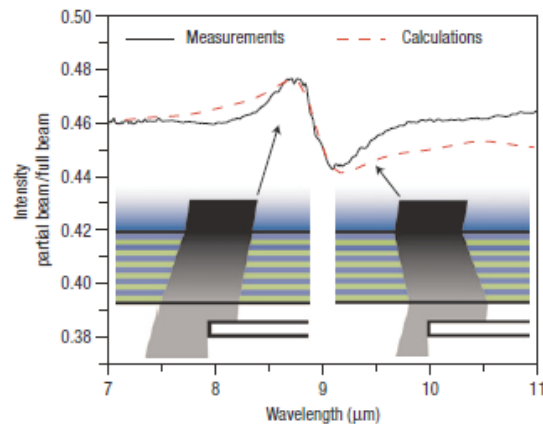 0.50
Measurements Calculations
0.48
0.46
0.44
0.42
0.40
0.38
Intensity
partial beam/full beam
7 8 9 10 11
Wavelength (μm)